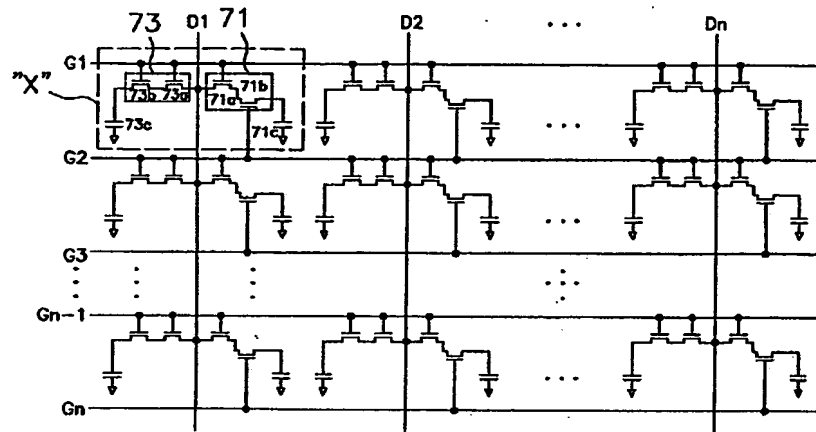 73 D1 71 D2 ... Dn
G1
"X"
73b 73a 71a 71b
73c 71c
...
G2
...
G3
Gn-1
...
Gn